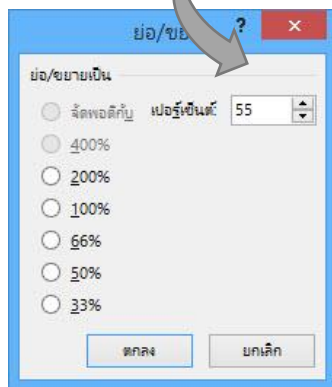 ย่อ/ขย ?
ย่อ/ขยายเป็น
จัดพอดีกับ เปอร์เซ็นต์: 55
400%
200%
100%
66%
50%
33%
ตกลง ยกเลิก